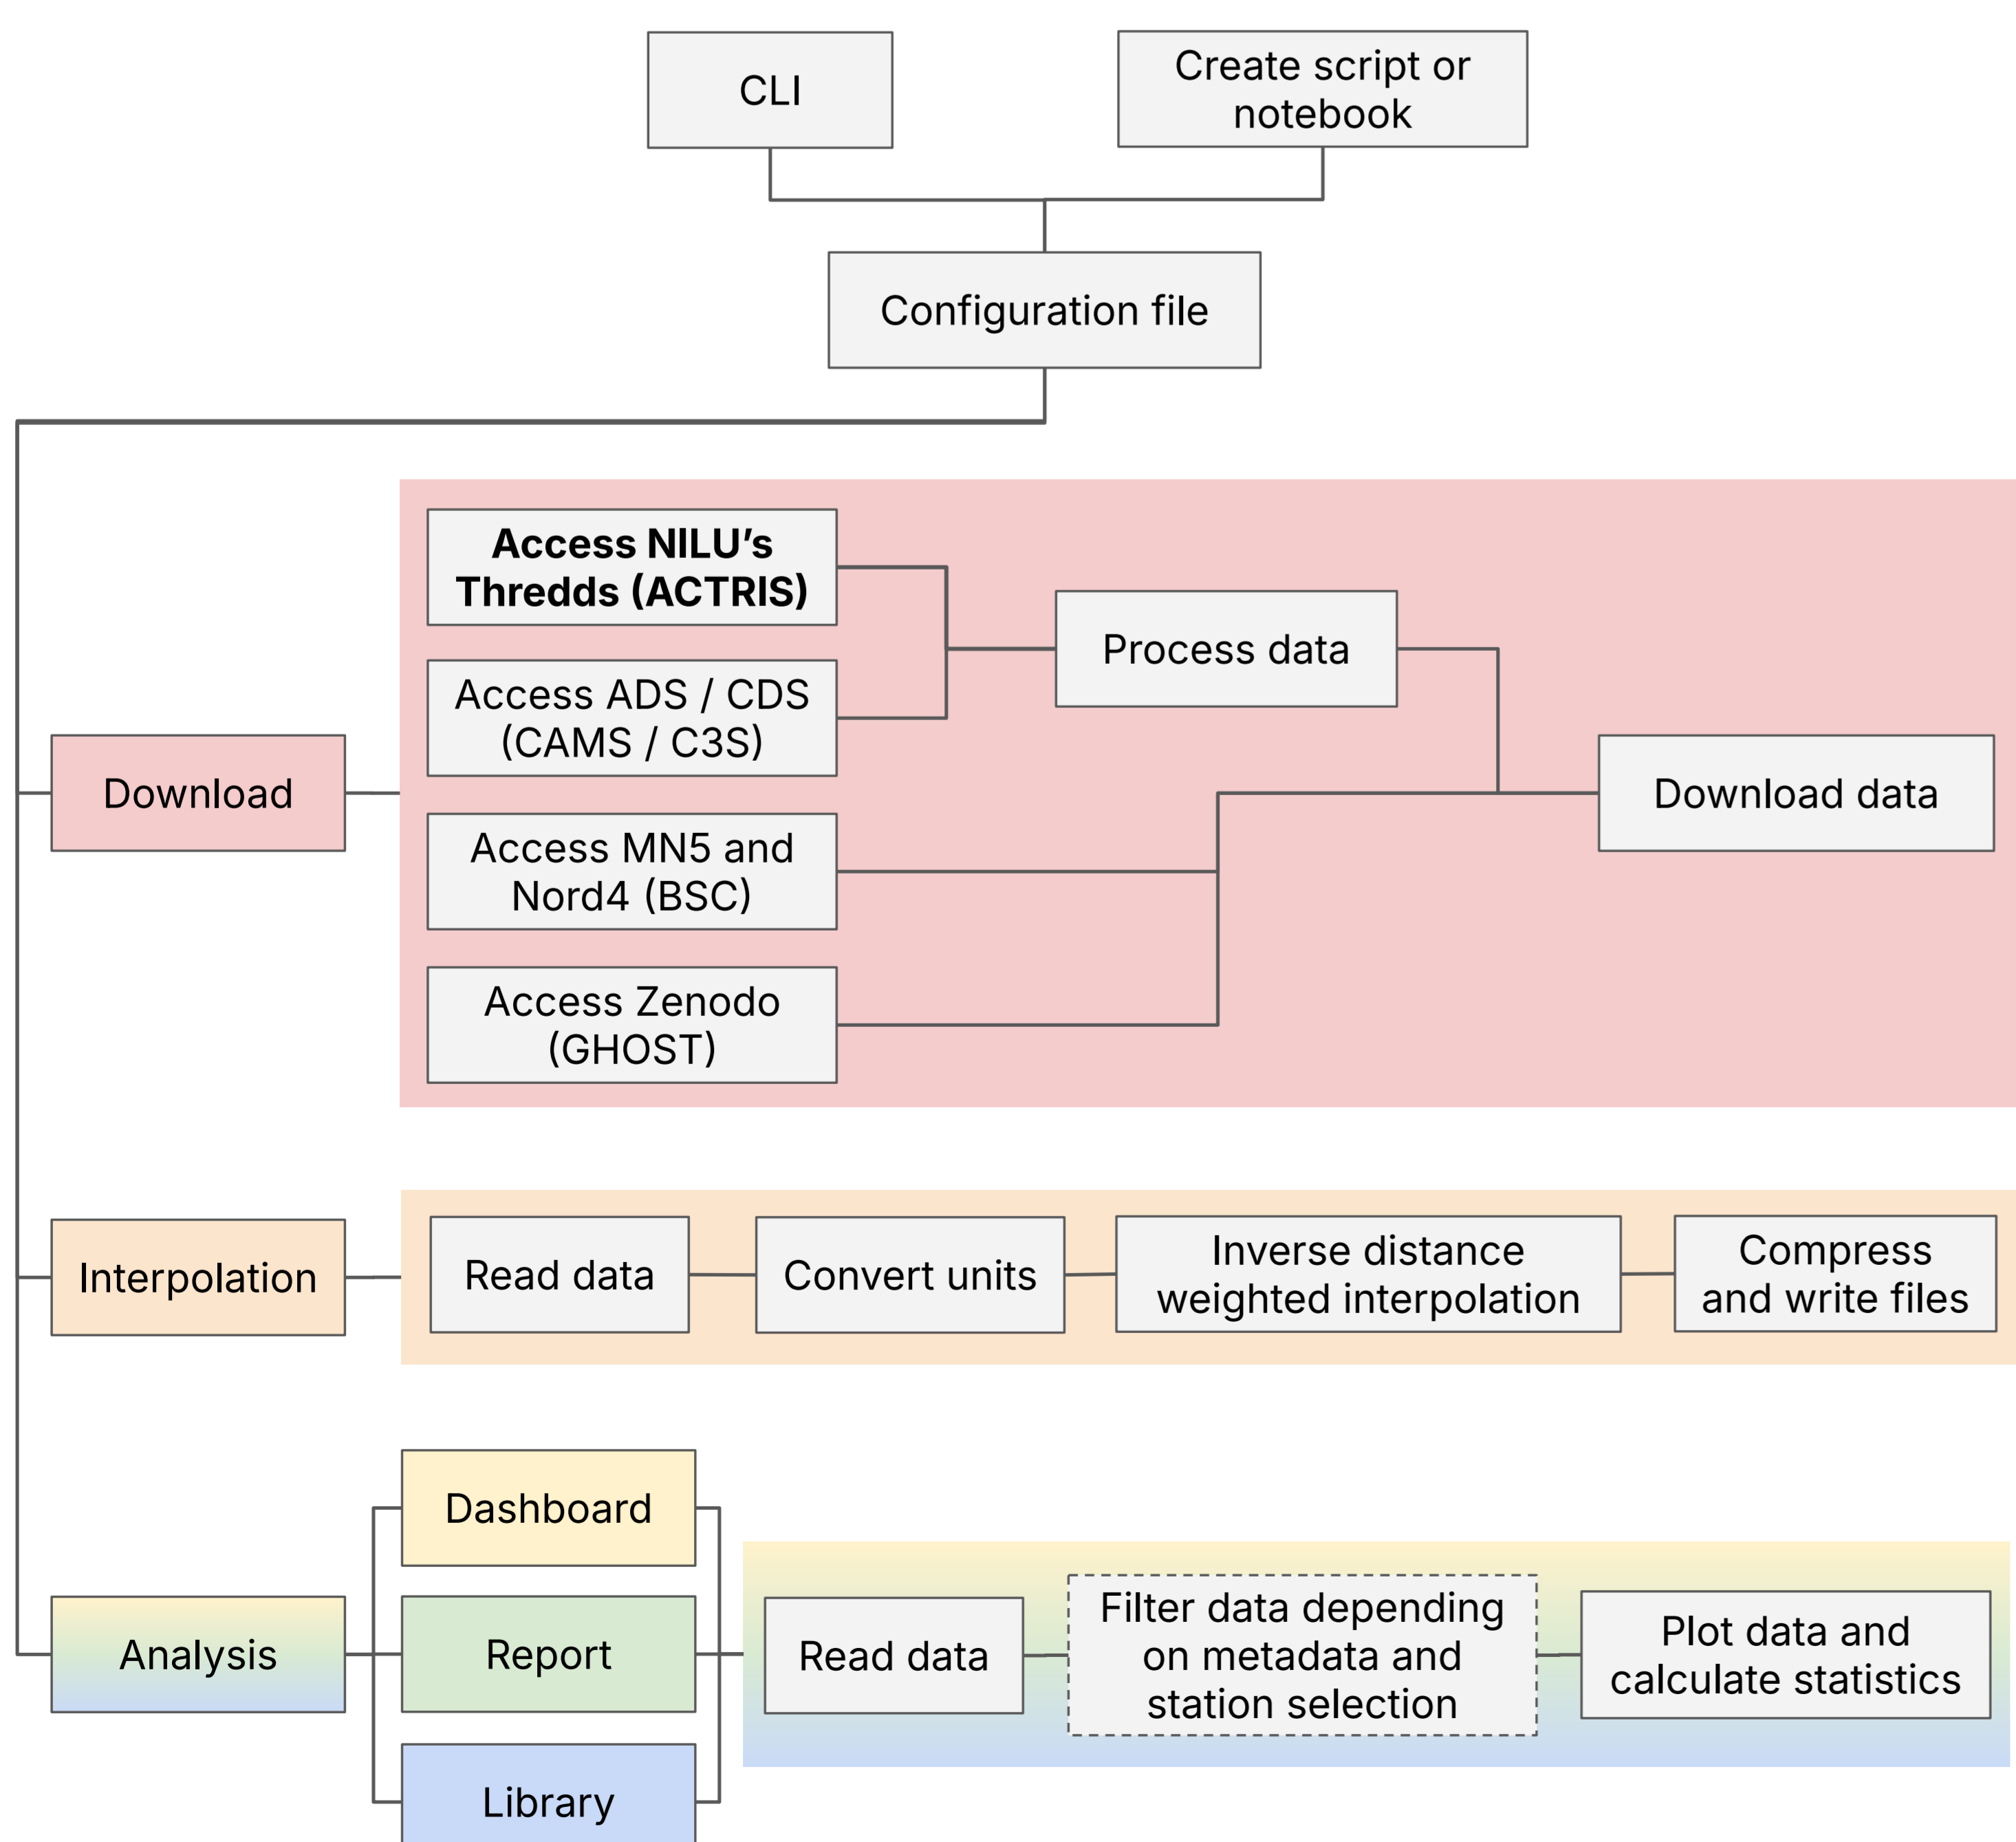 CLI
Create script or
notebook
Configuration file
Download
Access NILU’s
Thredds (ACTRIS)
Access ADS / CDS
(CAMS / C3S)
Access MN5 and
Nord4 (BSC)
Access Zenodo
(GHOST)
Process data
Download data
Interpolation
Read data
Convert units
Inverse distance
weighted interpolation
Compress
and write files
Analysis
Dashboard
Report
Library
Read data
Filter data depending
on metadata and
station selection
Plot data and
calculate statistics